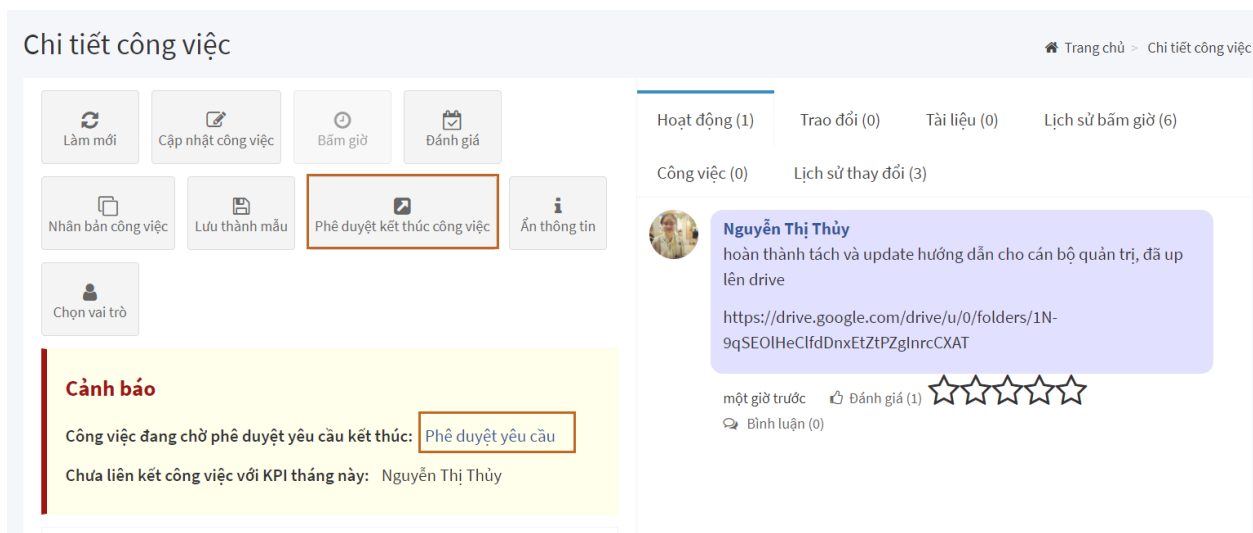 Chi tiết công việc
Trang chủ > Chi tiết công việc
Làm mới
Cập nhật công việc
Bấm giờ
Đánh giá
Nhân bản công việc
Lưu thành mẫu
Phê duyệt kết thúc công việc
Ẩn thông tin
Chọn vai trò
Cảnh báo
Công việc đang chờ phê duyệt yêu cầu kết thúc: Phê duyệt yêu cầu
Chưa liên kết công việc với KPI tháng này: Nguyễn Thị Thủy
Hoạt động (1)
Trao đổi (0)
Tài liệu (0)
Lịch sử bấm giờ (6)
Công việc (0)
Lịch sử thay đổi (3)
Nguyễn Thị Thủy
hoàn thành tách và update hướng dẫn cho cán bộ quản trị, đã up
lên drive
https://drive.google.com/drive/u/0/folders/1N-
9qSEOlHeClfdDnxEtZtPZgInrcCXAT
một giờ trước
Đánh giá (1)
Bình luận (0)